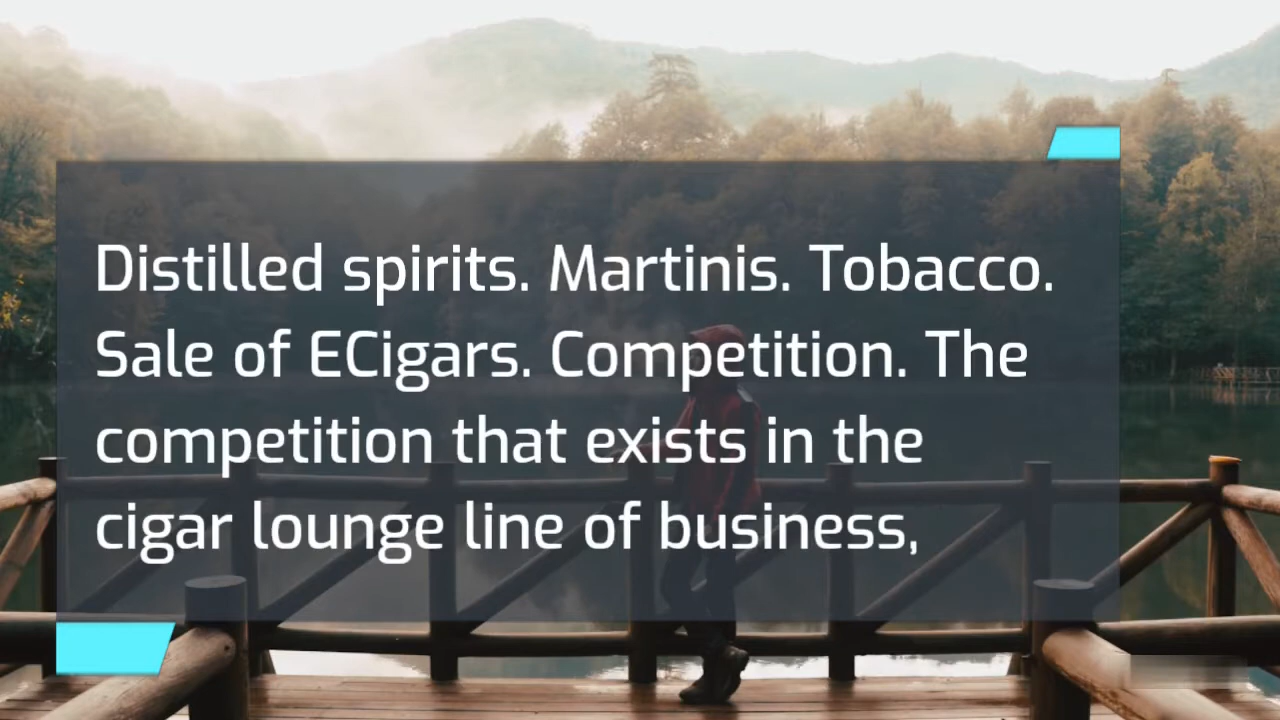 Distilled spirits. Martinis. Tobacco.
Sale of ECigars. Competition. The
competition that exists in the
cigar lounge line of business,